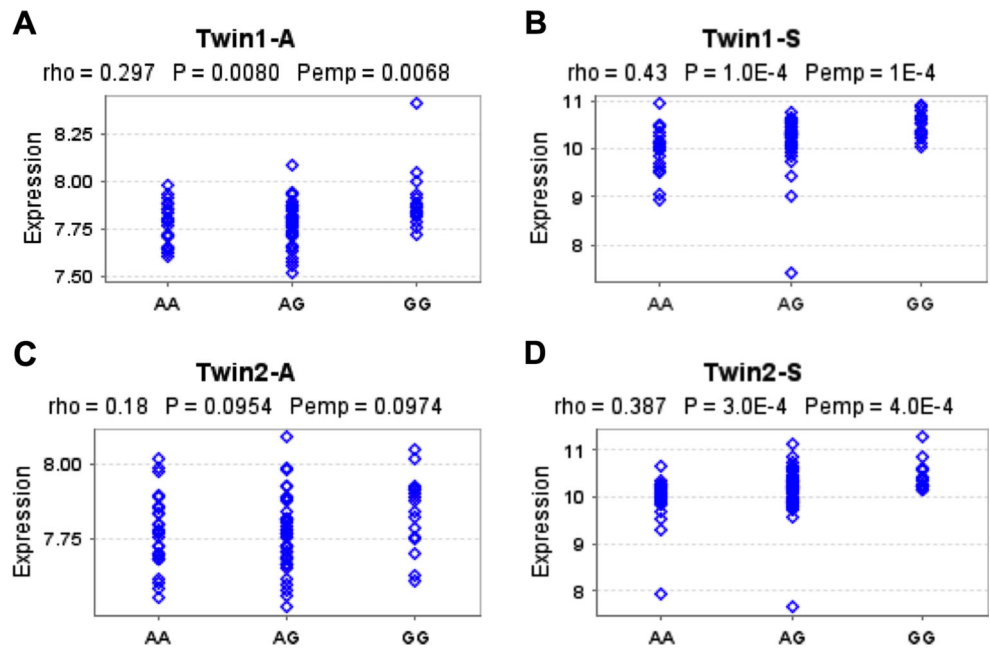 A
Twin1-A
rho = 0.297 P = 0.0080 Pemp = 0.0068
Expression
8.25
8.00
7.75
7.50
AA AG GG
B
Twin1-S
rho = 0.43 P = 1.0E-4 Pemp = 1E-4
Expression
11
10
9
8
AA AG GG
C
Twin2-A
rho = 0.18 P = 0.0954 Pemp = 0.0974
Expression
8.00
7.75
AA AG GG
D
Twin2-S
rho = 0.387 P = 3.0E-4 Pemp = 4.0E-4
Expression
11
10
9
8
AA AG GG